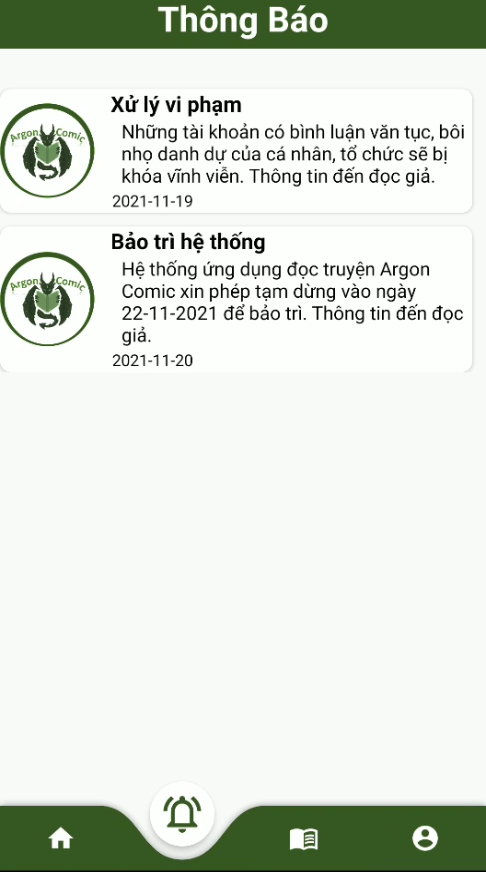 Thông Báo
Argon Comic
Xử lý vi phạm
Những tài khoản có bình luận văn tục, bôi
nhọ danh dự của cá nhân, tổ chức sẽ bị
khóa vĩnh viễn. Thông tin đến đọc giả.
2021-11-19
Argon Comic
Bảo trì hệ thống
Hệ thống ứng dụng đọc truyện Argon
Comic xin phép tạm dừng vào ngày
22-11-2021 để bảo trì. Thông tin đến đọc
giả.
2021-11-20